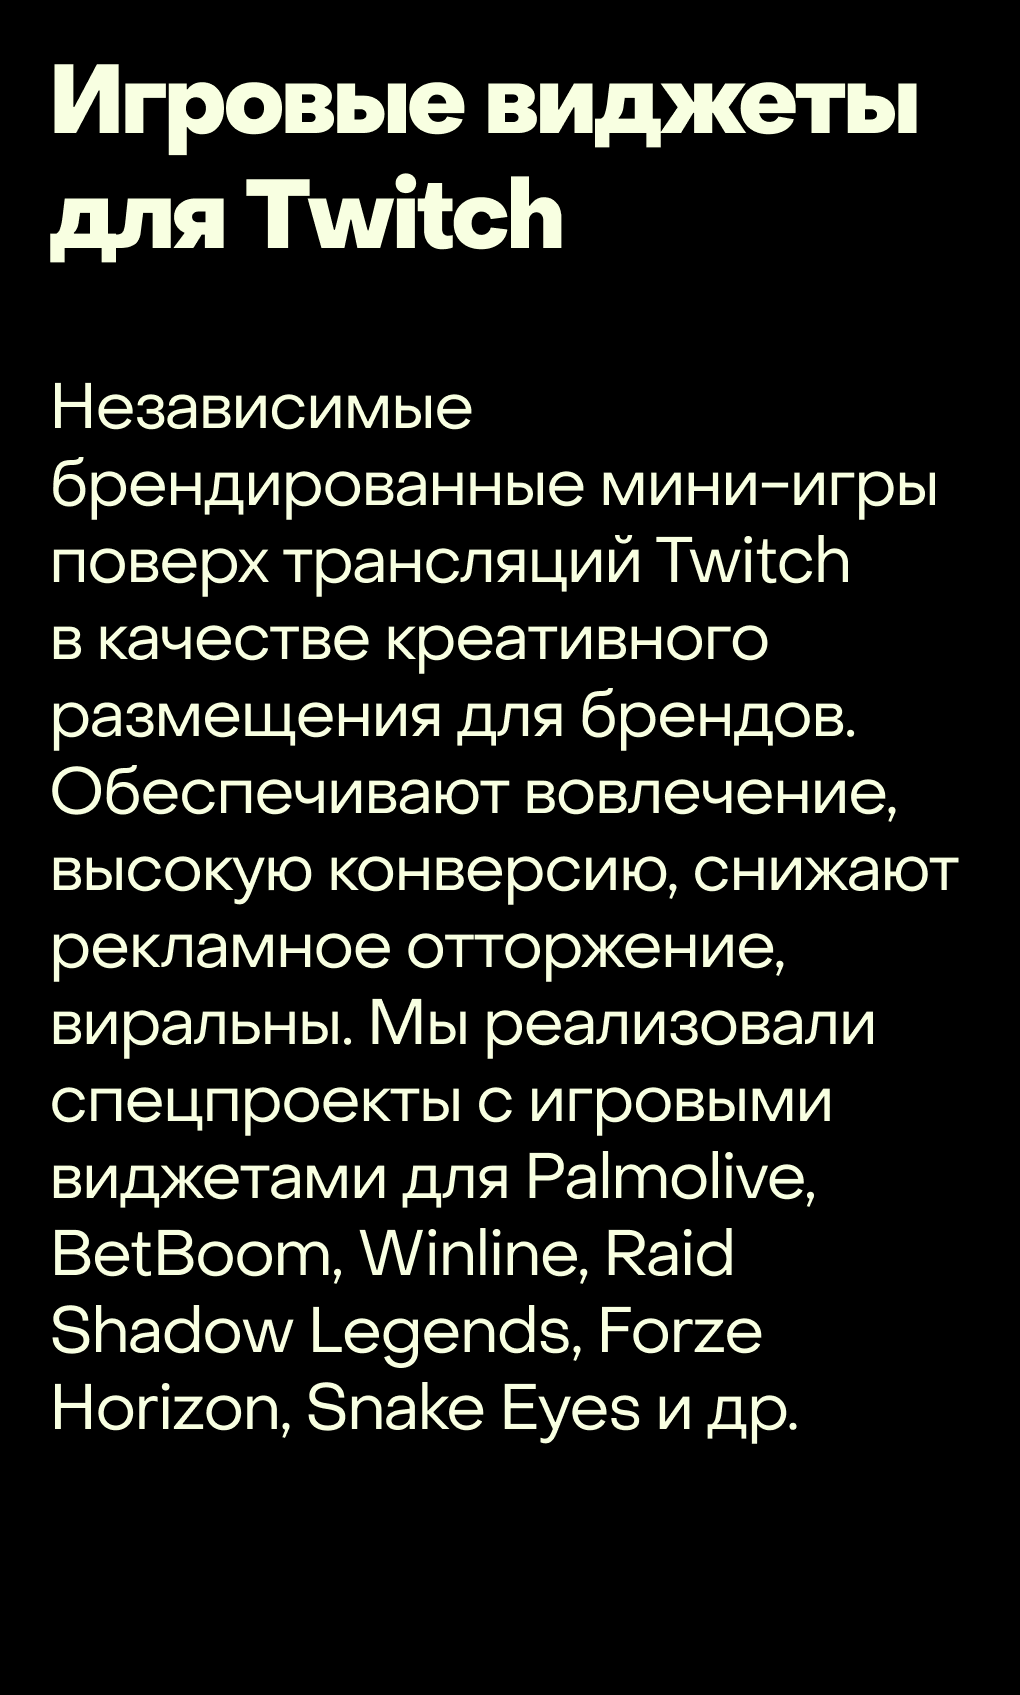 Игровые виджеты
для Twitch
Независимые
брендированные мини-игры
поверх трансляций Twitch
в качестве креативного
размещения для брендов.
Обеспечивают вовлечение,
высокую конверсию, снижают
рекламное отторжение,
виральны. Мы реализовали
спецпроекты с игровыми
виджетами для Palmolive,
BetBoom, Winline, Raid
Shadow Legends, Forze
Horizon, Snake Eyes и др.